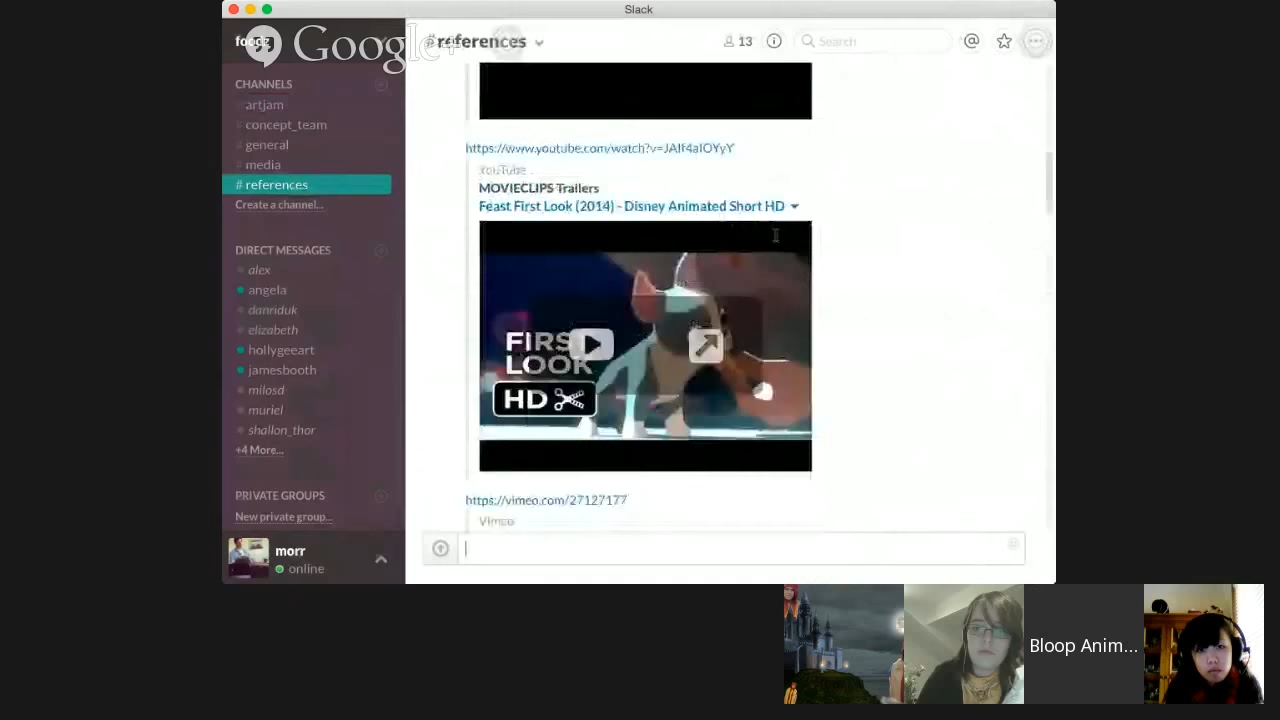 Slack
foodz
Google+
#references
13
Search
CHANNELS
# artjam
# concept_team
# general
# media
# references
Create a channel...
DIRECT MESSAGES
alex
angela
danriduk
elizabeth
hollygeeart
jamesbooth
milosd
muriel
shallon_thor
+4 More...
PRIVATE GROUPS
New private group...
morr
online
https://www.youtube.com/watch?v=JAIf4aIOYyY
YouTube
MOVIECLIPS Trailers
Feast First Look (2014) - Disney Animated Short HD
FIRST
LOOK
HD
https://vimeo.com/27127177
Vimeo
Bloop Anim...